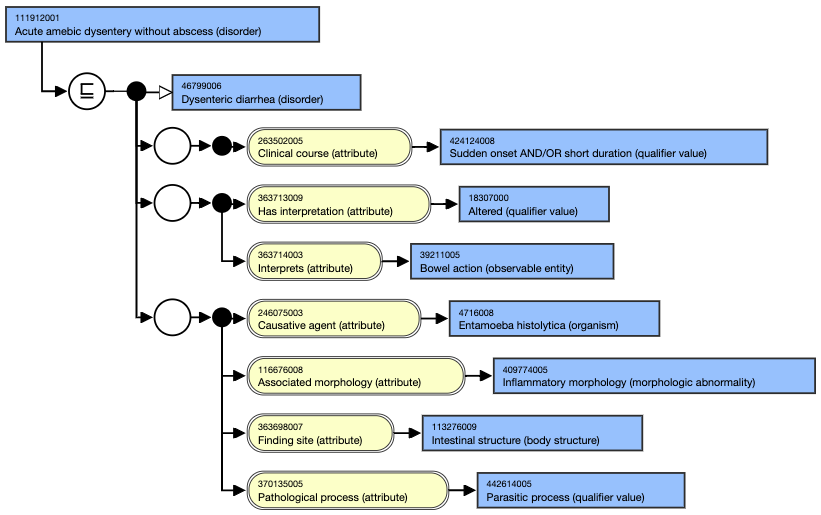 111912001
Acute amebic dysentery without abscess (disorder)
⊑
46799006
Dysenteric diarrhea (disorder)
263502005
Clinical course (attribute)
424124008
Sudden onset AND/OR short duration (qualifier value)
363713009
Has interpretation (attribute)
18307000
Altered (qualifier value)
363714003
Interprets (attribute)
39211005
Bowel action (observable entity)
246075003
Causative agent (attribute)
4716008
Entamoeba histolytica (organism)
116676008
Associated morphology (attribute)
409774005
Inflammatory morphology (morphologic abnormality)
363698007
Finding site (attribute)
113276009
Intestinal structure (body structure)
370135005
Pathological process (attribute)
442614005
Parasitic process (qualifier value)